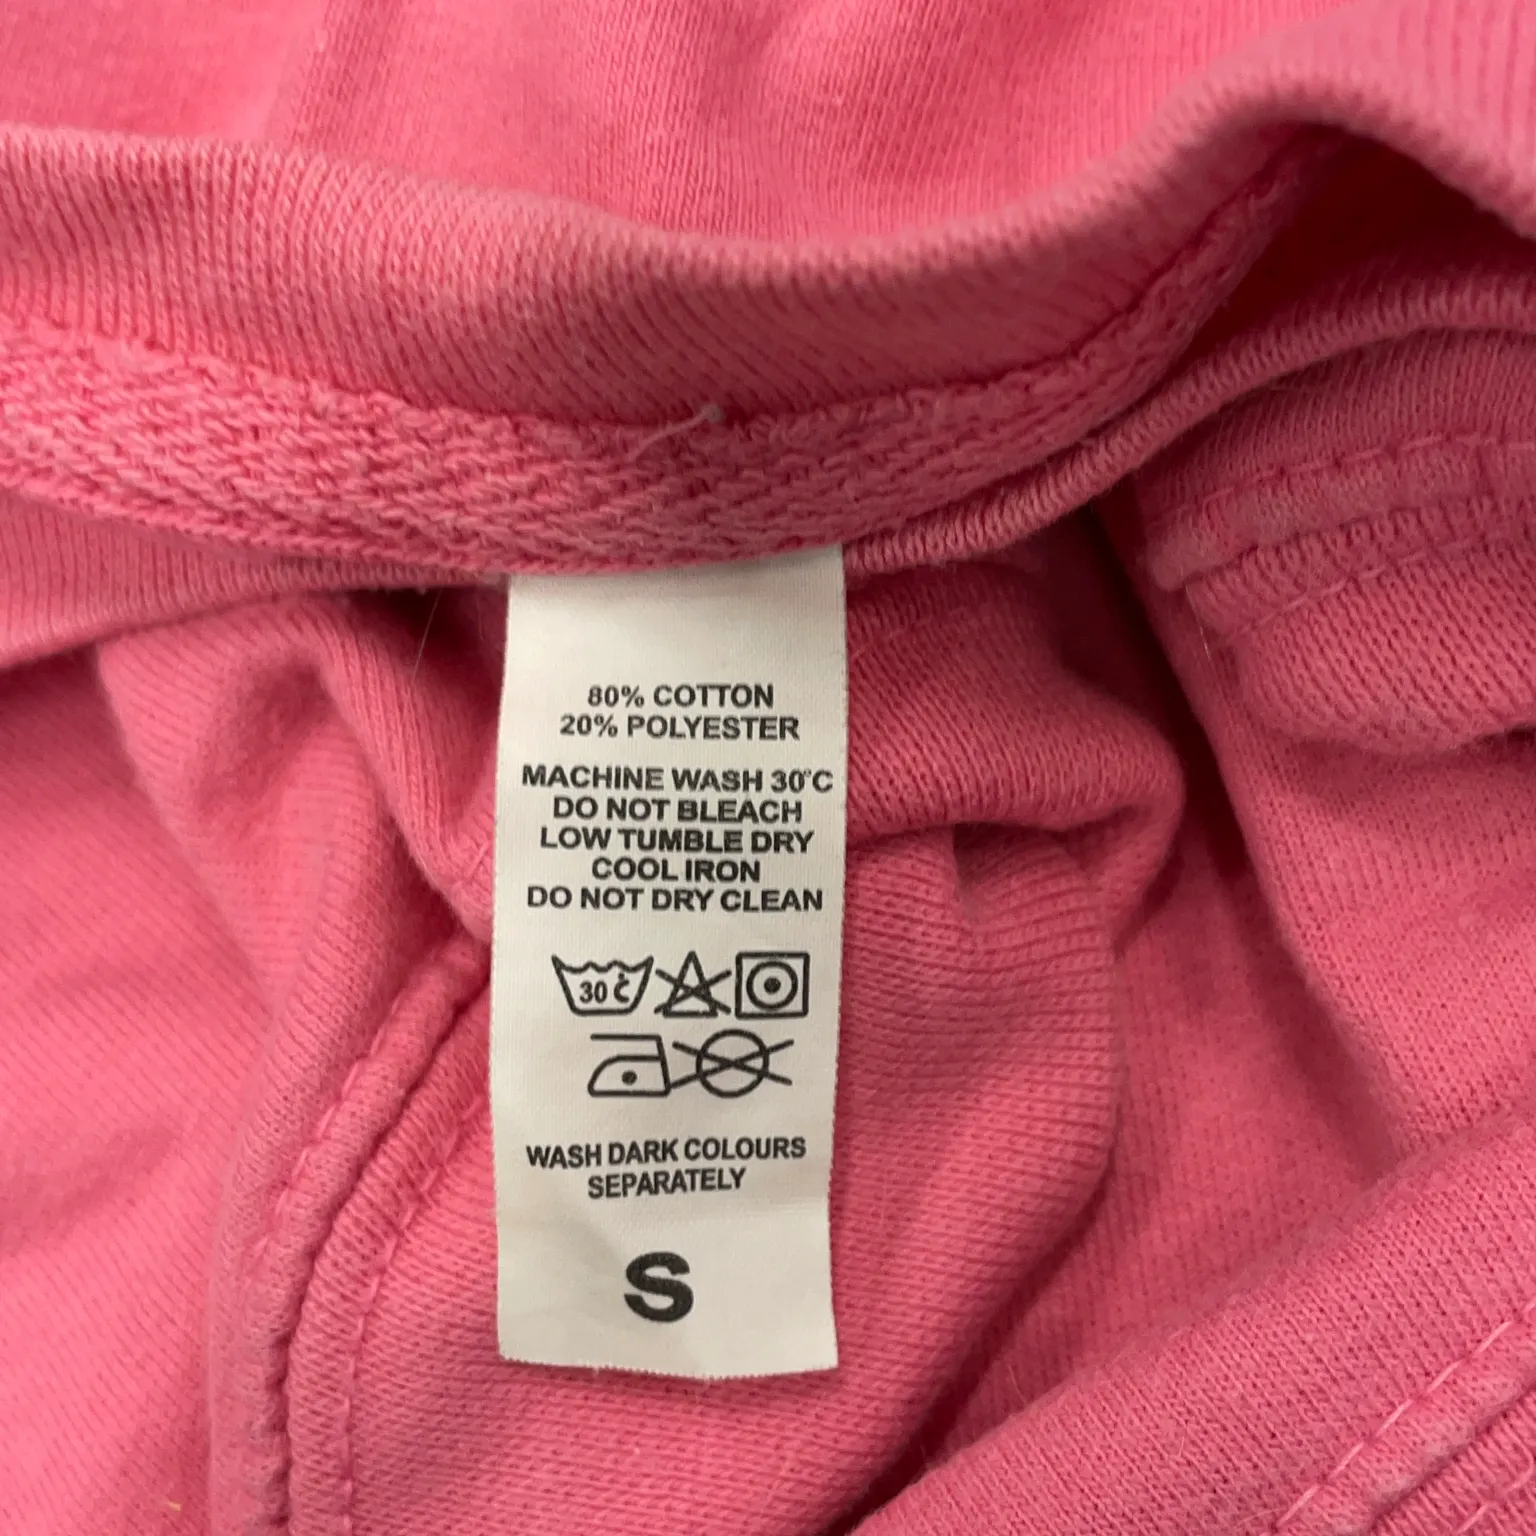 80% COTTON
20% POLYESTER
MACHINE WASH 30°C
DO NOT BLEACH
LOW TUMBLE DRY
COOL IRON
DO NOT DRY CLEAN
30 °C
WASH DARK COLOURS
SEPARATELY
S